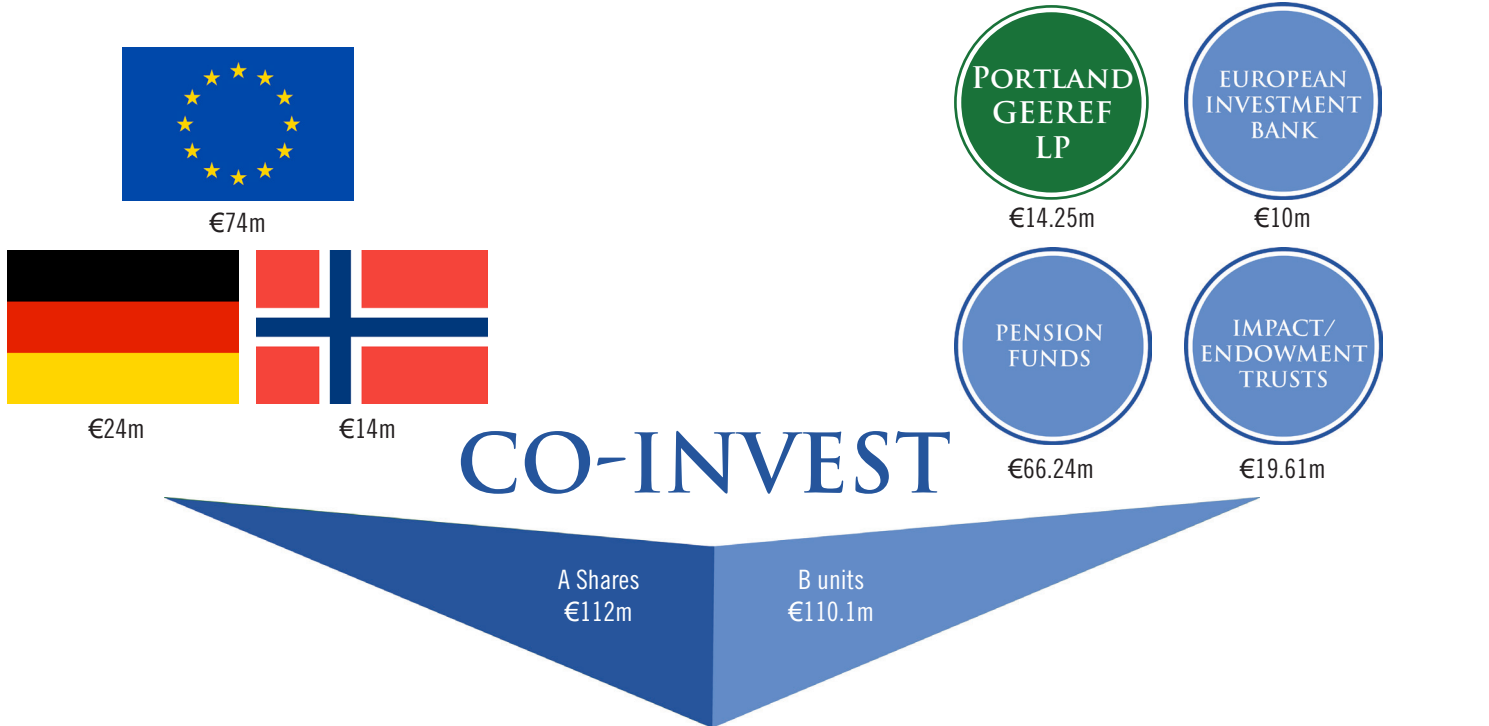 €74m
€24m
€14m
PORTLAND
GEEREF
LP
€14.25m
EUROPEAN
INVESTMENT
BANK
€10m
PENSION
FUNDS
€66.24m
IMPACT/
ENDOWMENT
TRUSTS
€19.61m
CO-INVEST
A Shares
€112m
B units
€110.1m